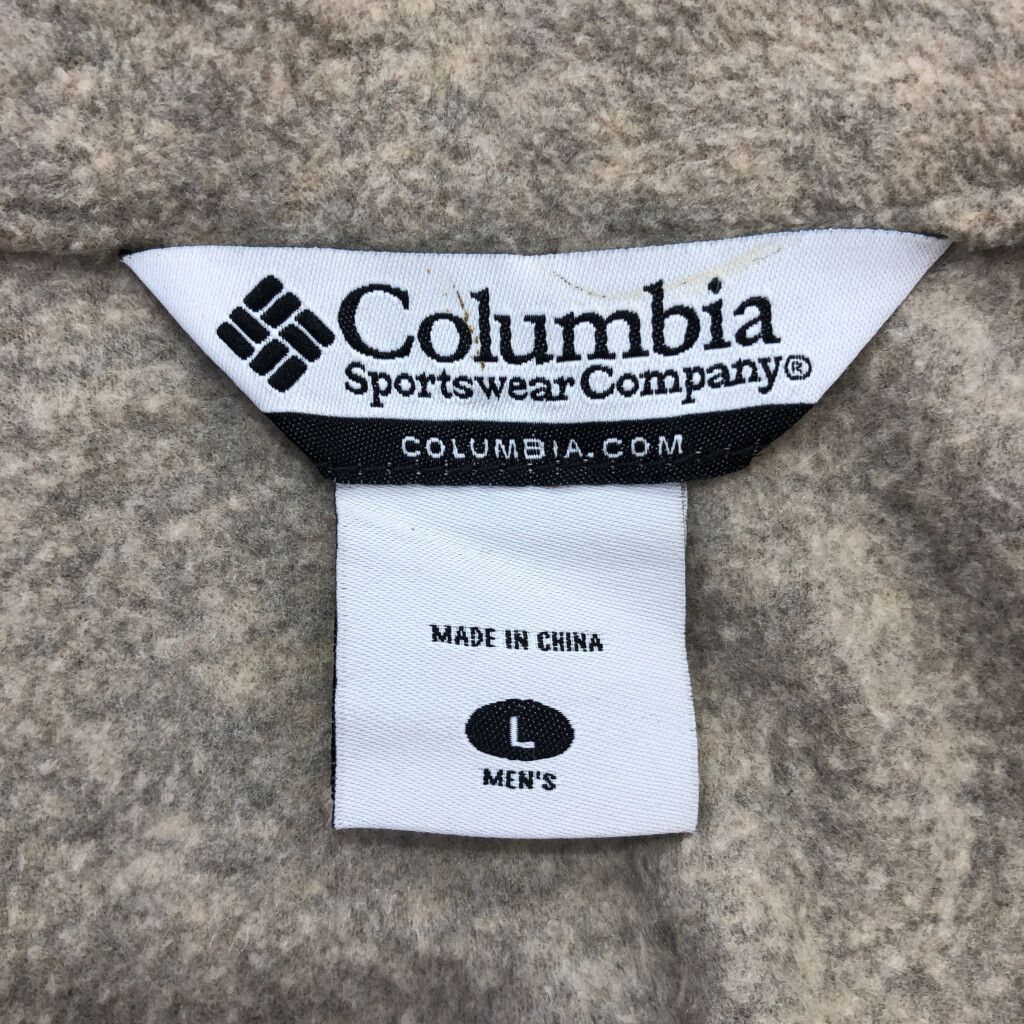 Columbia
Sportswear Company®
COLUMBIA.COM
MADE IN CHINA
L
MEN'S